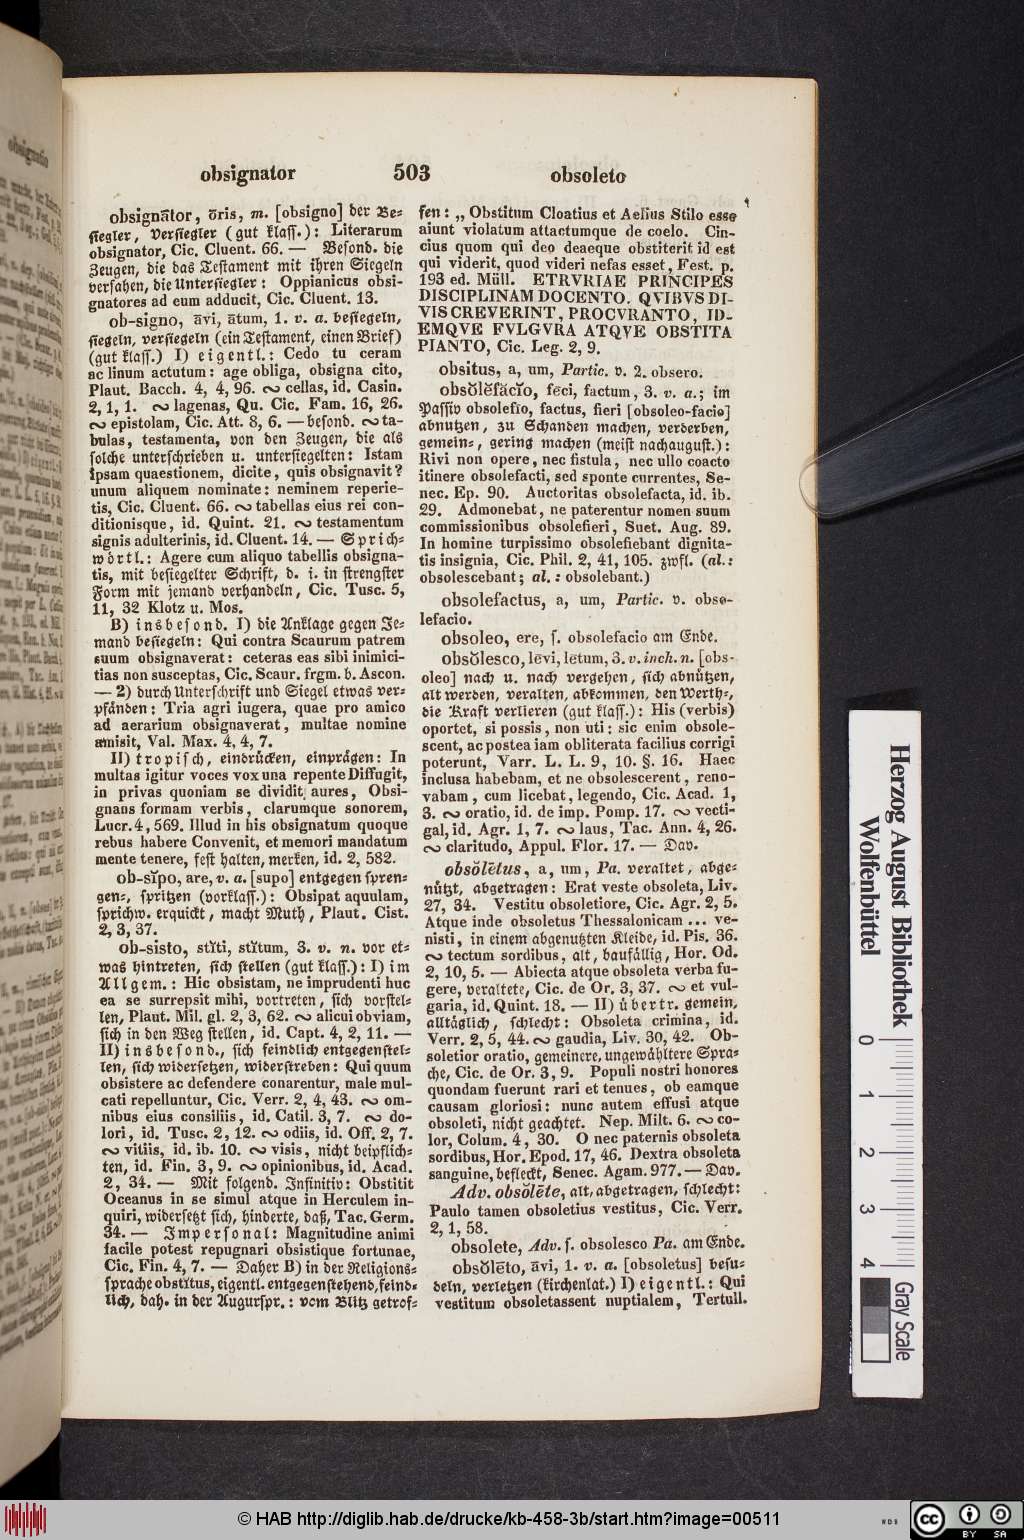 obsignator 503 obsoleto
obsignātor, ōris, m. [obsigno] der Be=
siegler, Versiegler (gut klass.): Literarum
obsignator, Cic. Cluent. 66. — Besond. die
Zeugen, die das Testament mit ihren Siegeln
versahen, die Untersiegler: Oppianicus obsi-
gnatores ad eum adducit, Cic. Cluent. 13.
ob-signo, āvi, ātum, 1. v. a. besiegeln,
siegeln, versiegeln (ein Testament, einen Brief)
(gut klass.) I) eigentl.: Cedo tu ceram
ac linum actutum: age obliga, obsigna cito,
Plaut. Bacch. 4, 4, 96. ∾ cellas, id. Casin.
2, 1, 1. ∾ lagenas, Qu. Cic. Fam. 16, 26.
∾ epistolam, Cic. Att. 8, 6. — besond. ∾ ta-
bulas, testamenta, von den Zeugen, die als
solche unterschrieben u. untersiegelten: Istam
ipsam quaestionem, dicite, quis obsignavit?
unum aliquem nominate: neminem reperie-
tis, Cic. Cluent. 66. ∾ tabellas eius rei con-
ditionisque, id. Quint. 21. ∾ testamentum
signis adulterinis, id. Cluent. 14. — Sprich=
wörtl.: Agere cum aliquo tabellis obsigna-
tis, mit besiegelter Schrift, d. i. in strengster
Form mit jemand verhandeln, Cic. Tusc. 5,
11, 32 Klotz u. Mos.
B) insbesond. I) die Anklage gegen Je=
mand besiegeln: Qui contra Scaurum patrem
suum obsignaverat: ceteras eas sibi inimici-
tias non susceptas, Cic. Scaur. frgm. b. Ascon.
— 2) durch Unterschrift und Siegel etwas ver=
pfänden: Tria agri iugera, quae pro amico
ad aerarium obsignaverat, multae nomine
amisit, Val. Max. 4, 4, 7.
II) tropisch, eindrücken, einprägen: In
multas igitur voces vox una repente Diffugit,
in privas quoniam se dividit aures, Obsi-
gnans formam verbis, clarumque sonorem,
Lucr. 4, 569. Illud in his obsignatum quoque
rebus habere Convenit, et memori mandatum
mente tenere, fest halten, merken, id. 2, 582.
ob-sĭpo, are, v. a. [supo] entgegen spren=
gen=, spritzen (vorklass.): Obsipat aquulam,
sprichw. erquickt, macht Muth, Plaut. Cist.
2, 3, 37.
ob-sisto, stĭti, stĭtum, 3. v. n. vor et=
was hintreten, sich stellen (gut klass.): I) im
Allgem.: Hic obsistam, ne imprudenti huc
ea se surrepsit mihi, vortreten, sich vorstel=
len, Plaut. Mil. gl. 2, 3, 62. ∾ alicui obviam,
sich in den Weg stellen, id. Capt. 4, 2, 11. —
II) insbesond., sich feindlich entgegenstel=
len, sich widersetzen, widerstreben: Qui quum
obsistere ac defendere conarentur, male mul-
cati repelluntur, Cic. Verr. 2, 4, 43. ∾ om-
nibus eius consiliis, id. Catil. 3, 7. ∾ do-
lori, id. Tusc. 2, 12. ∾ odiis, id. Off. 2, 7.
∾ vitiis, id. ib. 10. ∾ visis, nicht beipflich=
ten, id. Fin. 3, 9. ∾ opinionibus, id. Acad.
2, 34. — Mit folgend. Infinitiv: Obstitit
Oceanus in se simul atque in Herculem in-
quiri, widersetzt sich, hinderte, daß, Tac. Germ.
34. — Impersonal: Magnitudine animi
facile potest repugnari obsistique fortunae,
Cic. Fin. 4, 7. — Daher B) in der Religions=
sprache obstĭtus, eigentl. entgegenstehend, feind=
lich, dah. in der Augurspr.: vom Blitz getrof=
fen: „Obstitum Cloatius et Aelius Stilo esse
aiunt violatum attactumque de coelo. Cin-
cius quom qui deo deaeque obstiterit id est
qui viderit, quod videri nefas esset, Fest. p.
193 ed. Müll. ETRVRIAE PRINCIPES
DISCIPLINAM DOCENTO. QVIBVS DI-
VIS CREVERINT, PROCVRANTO, ID-
EMQVE FVLGVRA ATQVE OBSTITA
PIANTO, Cic. Leg. 2, 9.
obsitus, a, um, Partic. v. 2. obsero.
obsŏlĕfăcĭo, feci, factum, 3. v. a.; im
Passiv obsolefio, factus, fieri [obsoleo-facio]
abnutzen, zu Schanden machen, verderben,
gemein=, gering machen (meist nachaugust.):
Rivi non opere, nec fistula, nec ullo coacto
itinere obsolefacti, sed sponte currentes, Se-
nec. Ep. 90. Auctoritas obsolefacta, id. ib.
29. Admonebat, ne paterentur nomen suum
commissionibus obsolefieri, Suet. Aug. 89.
In homine turpissimo obsolefiebant dignita-
tis insignia, Cic. Phil. 2, 41, 105. zwfl. (al.:
obsolescebant; al.: obsolebant.)
obsolefactus, a, um, Partic. v. obso-
lefacio.
obsoleo, ere, s. obsolefacio am Ende.
obsŏlesco, lēvi, lētum, 3. v. inch. n. [obs-
oleo] nach u. nach vergehen, sich abnützen,
alt werden, veralten, abkommen, den Werth=,
die Kraft verlieren (gut klass.): His (verbis)
oportet, si possis, non uti: sic enim obsole-
scent, ac postea iam obliterata facilius corrigi
poterunt, Varr. L. L. 9, 10. §. 16. Haec
inclusa habebam, et ne obsolescerent, reno-
vabam, cum licebat, legendo, Cic. Acad. 1,
3. ∾ oratio, id. de imp. Pomp. 17. ∾ vecti-
gal, id. Agr. 1, 7. ∾ laus, Tac. Ann. 4, 26.
∾ claritudo, Appul. Flor. 17. — Dav.
obsŏlētus, a, um, Pa. veraltet, abge=
nützt, abgetragen: Erat veste obsoleta, Liv.
27, 34. Vestitu obsoletiore, Cic. Agr. 2, 5.
Atque inde obsoletus Thessalonicam ... ve-
nisti, in einem abgenutzten Kleide, id. Pis. 36.
∾ tectum sordibus, alt, baufällig, Hor. Od.
2, 10, 5. — Abiecta atque obsoleta verba fu-
gere, veraltete, Cic. de Or. 3, 37. ∾ et vul-
garia, id. Quint. 18. — II) übertr. gemein,
alltäglich, schlecht: Obsoleta crimina, id.
Verr. 2, 5, 44. ∾ gaudia, Liv. 30, 42. Ob-
soletior oratio, gemeinere, ungewähltere Spra=
che, Cic. de Or. 3, 9. Populi nostri honores
quondam fuerunt rari et tenues, ob eamque
causam gloriosi: nunc autem effusi atque
obsoleti, nicht geachtet. Nep. Milt. 6. ∾ co-
lor, Colum. 4, 30. O nec paternis obsoleta
sordibus, Hor. Epod. 17, 46. Dextra obsoleta
sanguine, befleckt, Senec. Agam. 977. — Dav.
Adv. obsŏlēte, alt, abgetragen, schlecht:
Paulo tamen obsoletius vestitus, Cic. Verr.
2, 1, 58.
obsolete, Adv. s. obsolesco Pa. am Ende.
obsŏlēto, āvi, 1. v. a. [obsoletus] besu=
deln, verletzen (kirchenlat.) I) eigentl.: Qui
vestitum obsoletassent nuptialem, Tertull.
Herzog August Bibliothek
Wolfenbüttel
0 1 2 3 4
Gray Scale
© HAB http://diglib.hab.de/drucke/kb-458-3b/start.htm?image=00511
WDB
cc BY SA